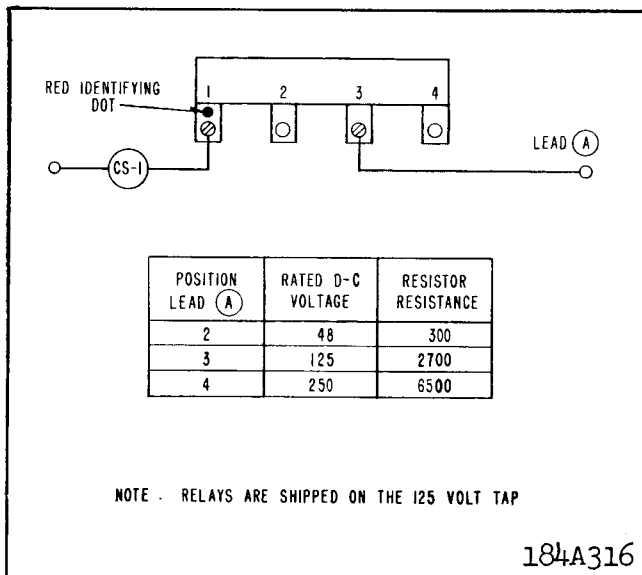 RED IDENTIFYING
DOT
1 2 3 4
LEAD A
CS-1
POSITION LEAD A RATED D-C VOLTAGE RESISTOR RESISTANCE
2 48 300
3 125 2700
4 250 6500
NOTE . RELAYS ARE SHIPPED ON THE 125 VOLT TAP
184A316